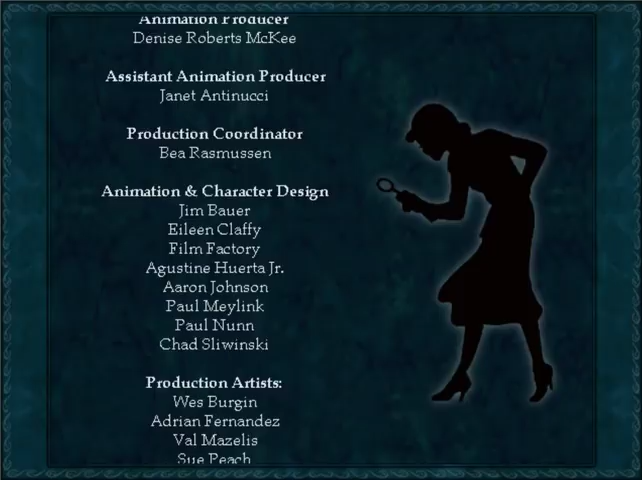 Animation Producer
Denise Roberts McKee
Assistant Animation Producer
Janet Antinucci
Production Coordinator
Bea Rasmussen
Animation & Character Design
Jim Bauer
Eileen Claffy
Film Factory
Agustine Huerta Jr.
Aaron Johnson
Paul Meylink
Paul Nunn
Chad Sliwinski
Production Artists:
Wes Burgin
Adrian Fernandez
Val Mazelis
Sue Peach